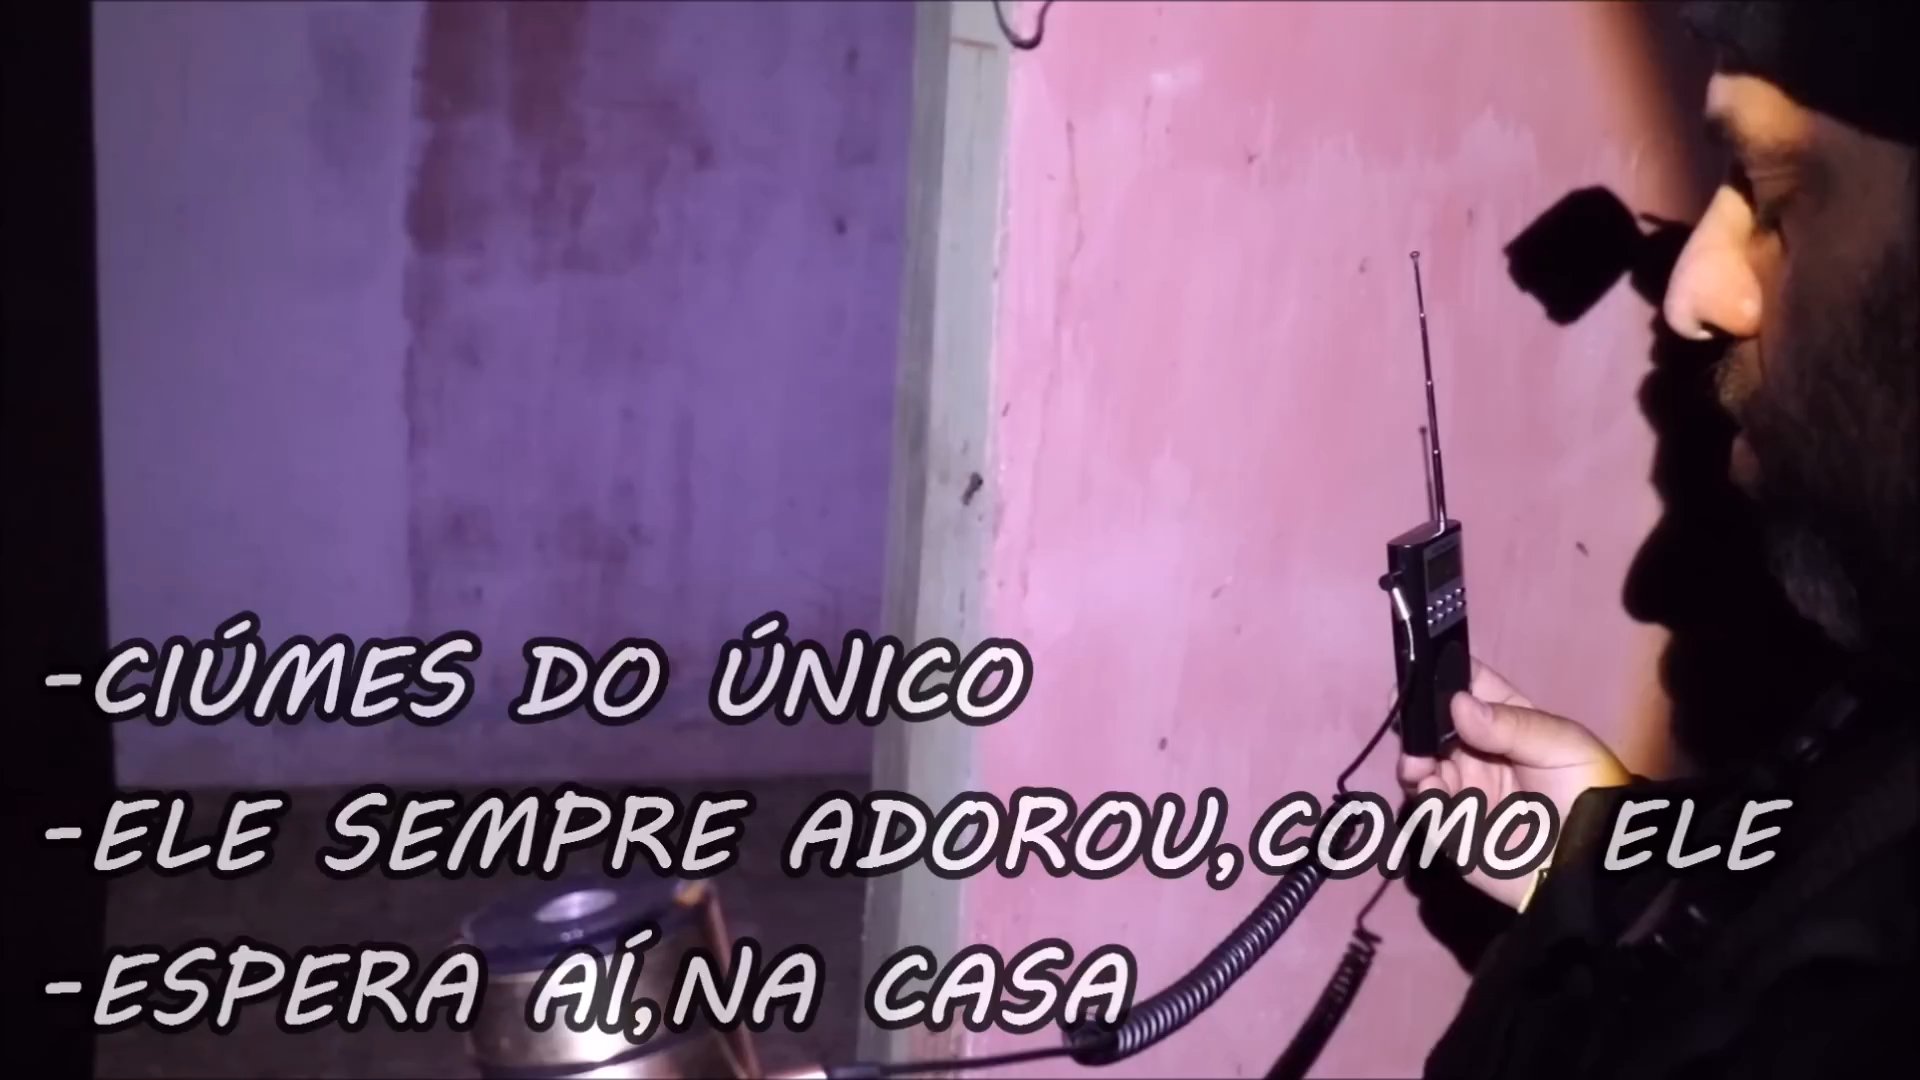 -CIÚMES DO ÚNICO
-ELE SEMPRE ADOROU,COMO ELE
-ESPERA AÍ,NA CASA